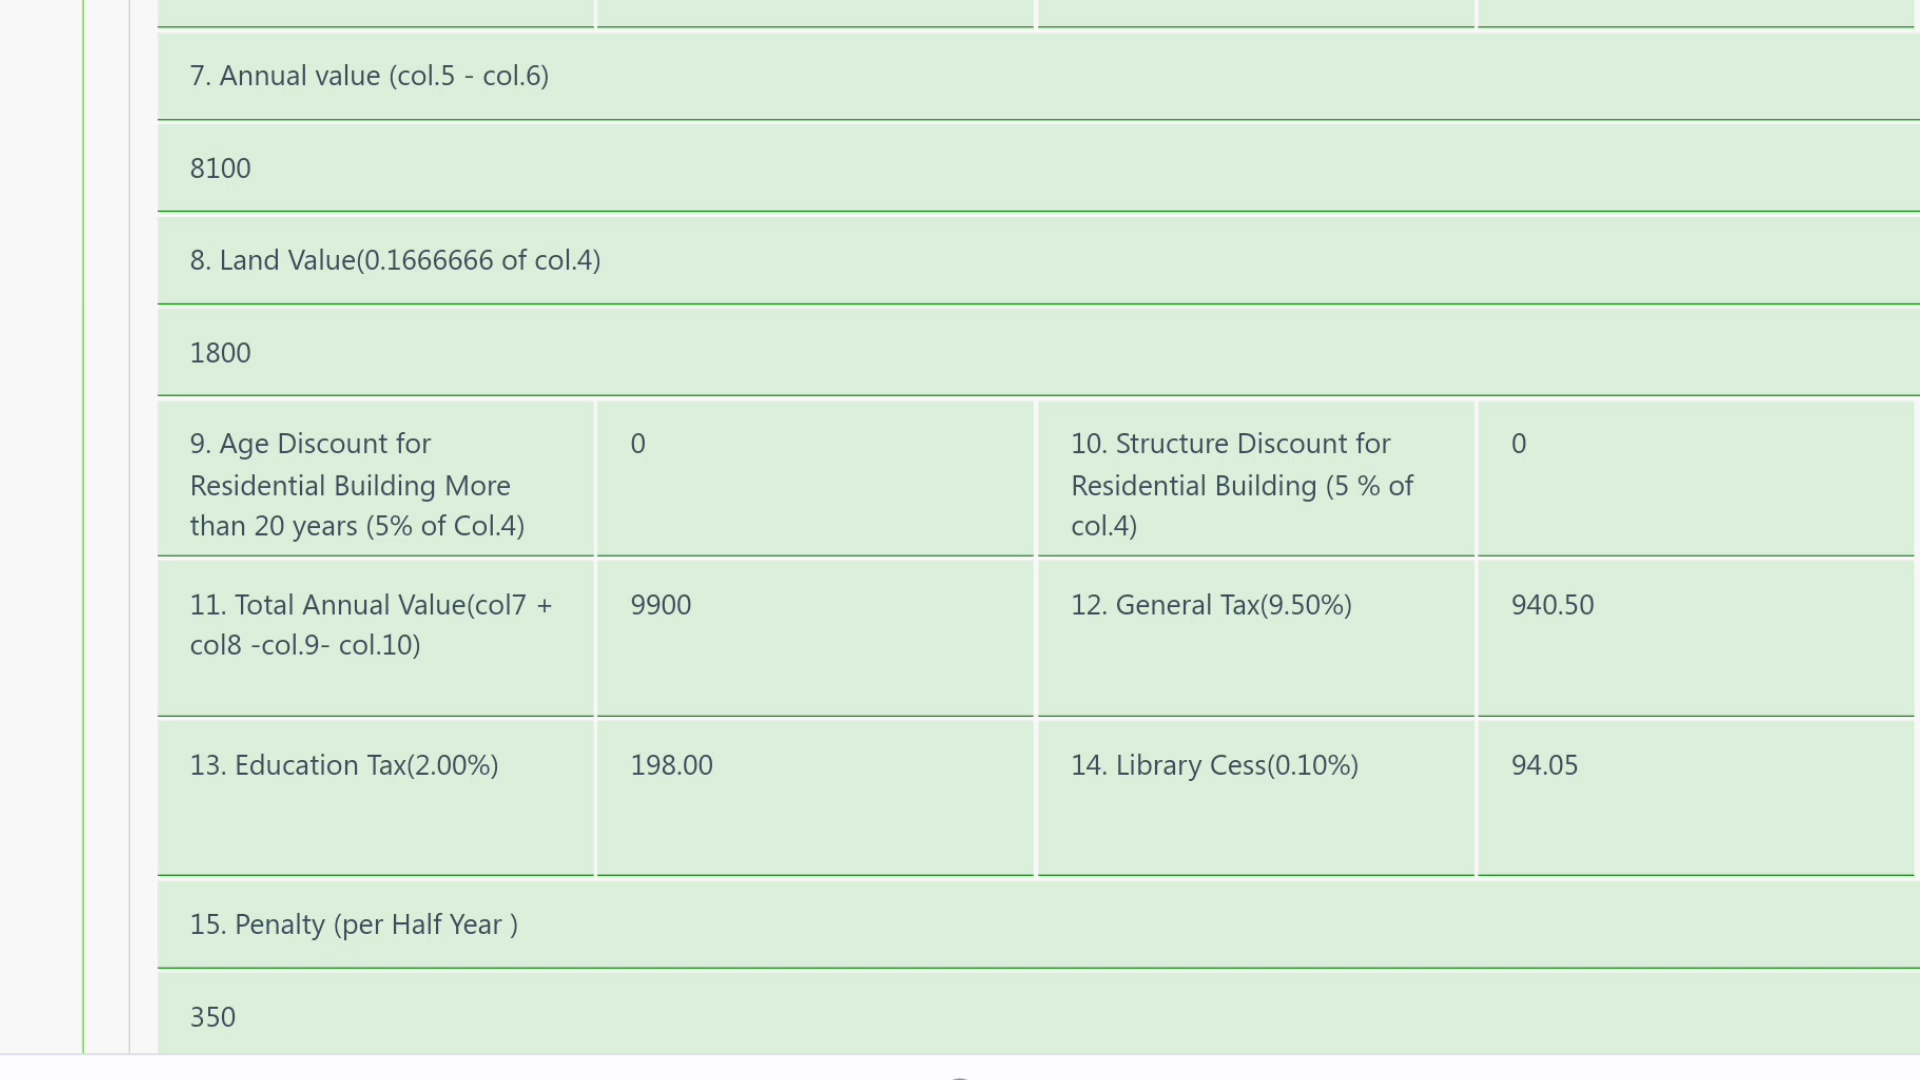 7. Annual value (col.5 - col.6)
8100
8. Land Value(0.1666666 of col.4)
1800
9. Age Discount for
Residential Building More
than 20 years (5% of Col.4)
0
10. Structure Discount for
Residential Building (5 % of
col.4)
0
11. Total Annual Value(col7 +
col8 -col.9- col.10)
9900
12. General Tax(9.50%)
940.50
13. Education Tax(2.00%)
198.00
14. Library Cess(0.10%)
94.05
15. Penalty (per Half Year )
350